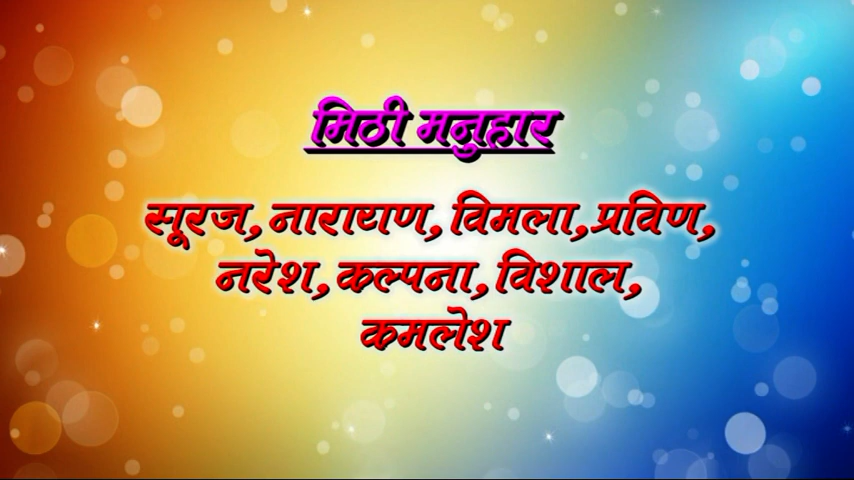 मिठी मनुहार
सूरज,नारायण,विमला,प्रविण,
नरेश,कल्पना,विशाल,
कमलेश